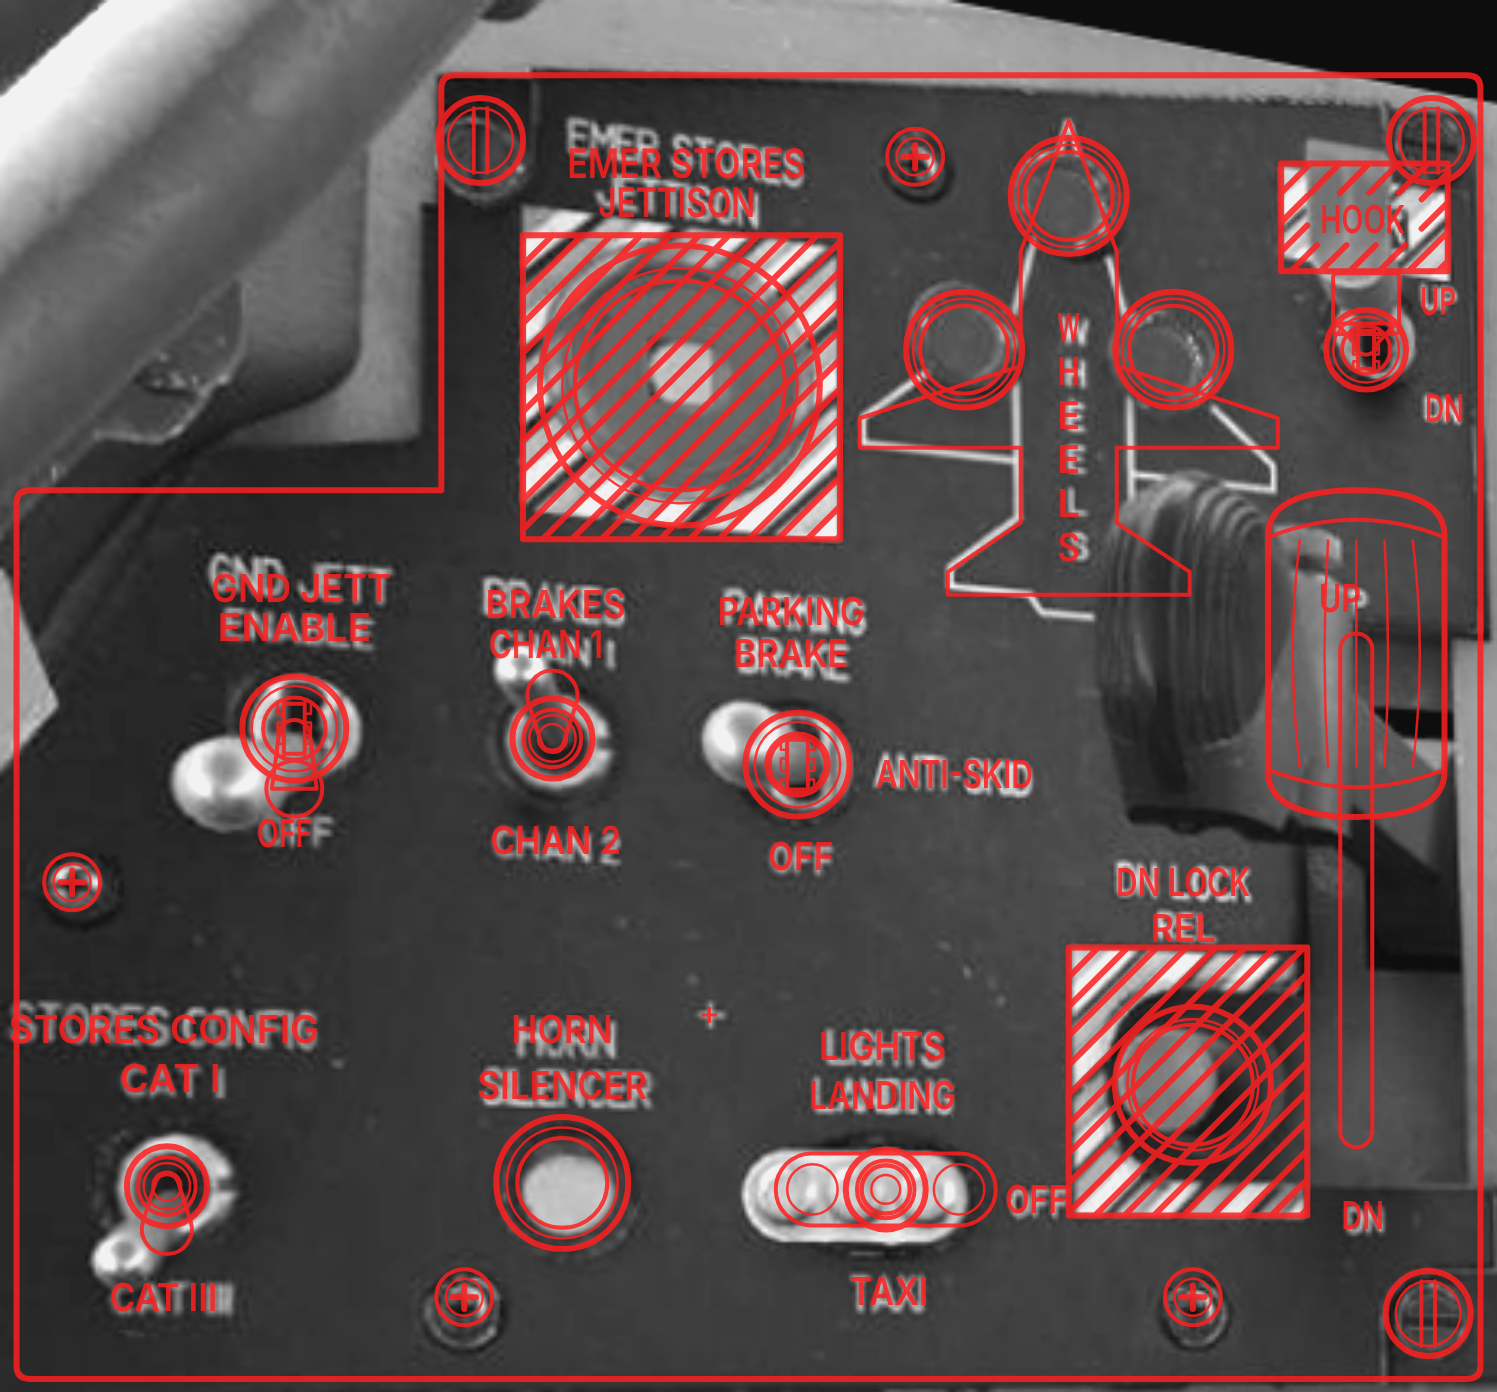 EMER STORES
JETTISON
HOOK
UP
DN
WHEELS
GND JETT
ENABLE
OFF
BRAKES
CHAN 1
CHAN 2
PARKING
BRAKE
ANTI-SKID
OFF
UP
DN LOCK
REL
STORES CONFIG
CAT I
CAT III
HORN
SILENCER
LIGHTS
LANDING
OFF
TAXI
DN